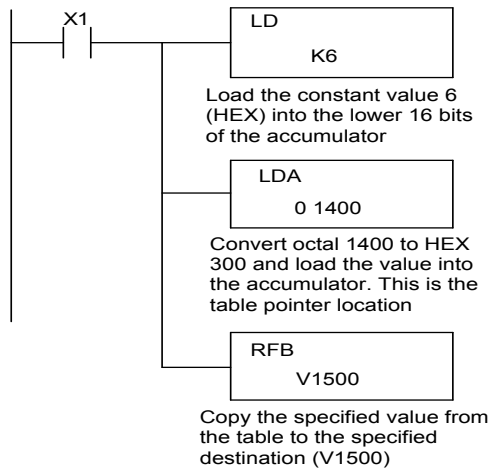 X1
LD
K6
Load the constant value 6
(HEX) into the lower 16 bits
of the accumulator
LDA
0 1400
Convert octal 1400 to HEX
300 and load the value into
the accumulator. This is the
table pointer location
RFB
V1500
Copy the specified value from
the table to the specified
destination (V1500)